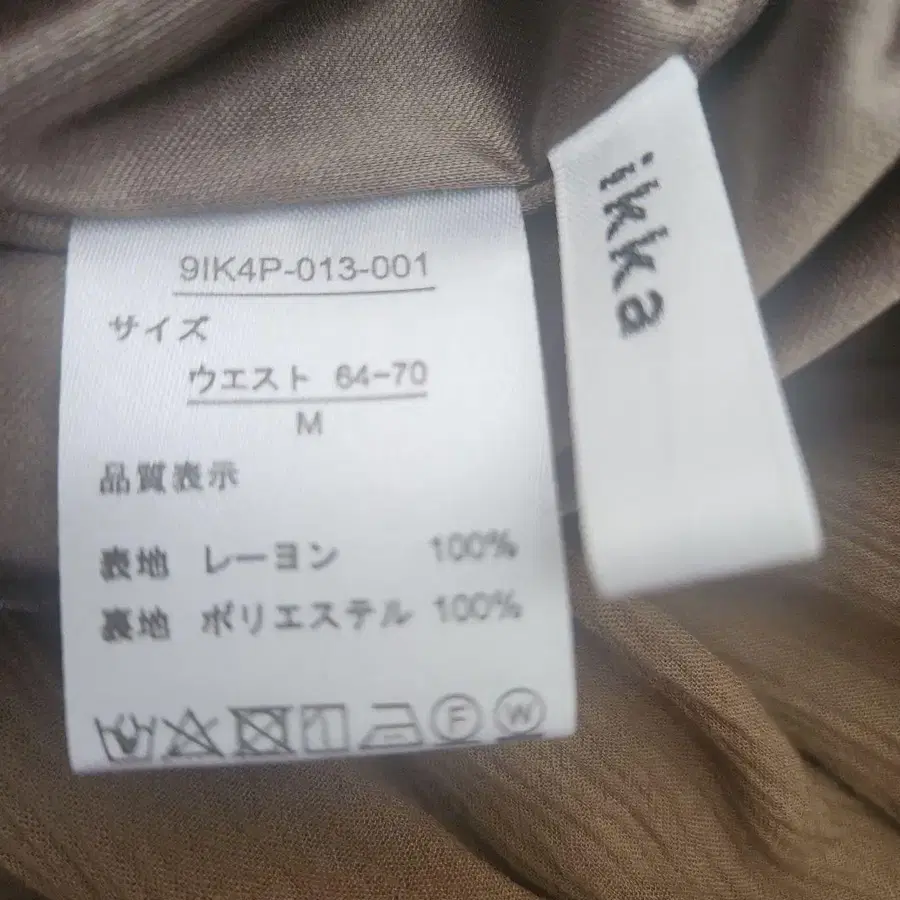 9IK4P-013-001
サイズ
ウエスト 64-70
M
品質表示
表地 レーヨン 100%
裏地 ポリエステル 100%
F W
ikka